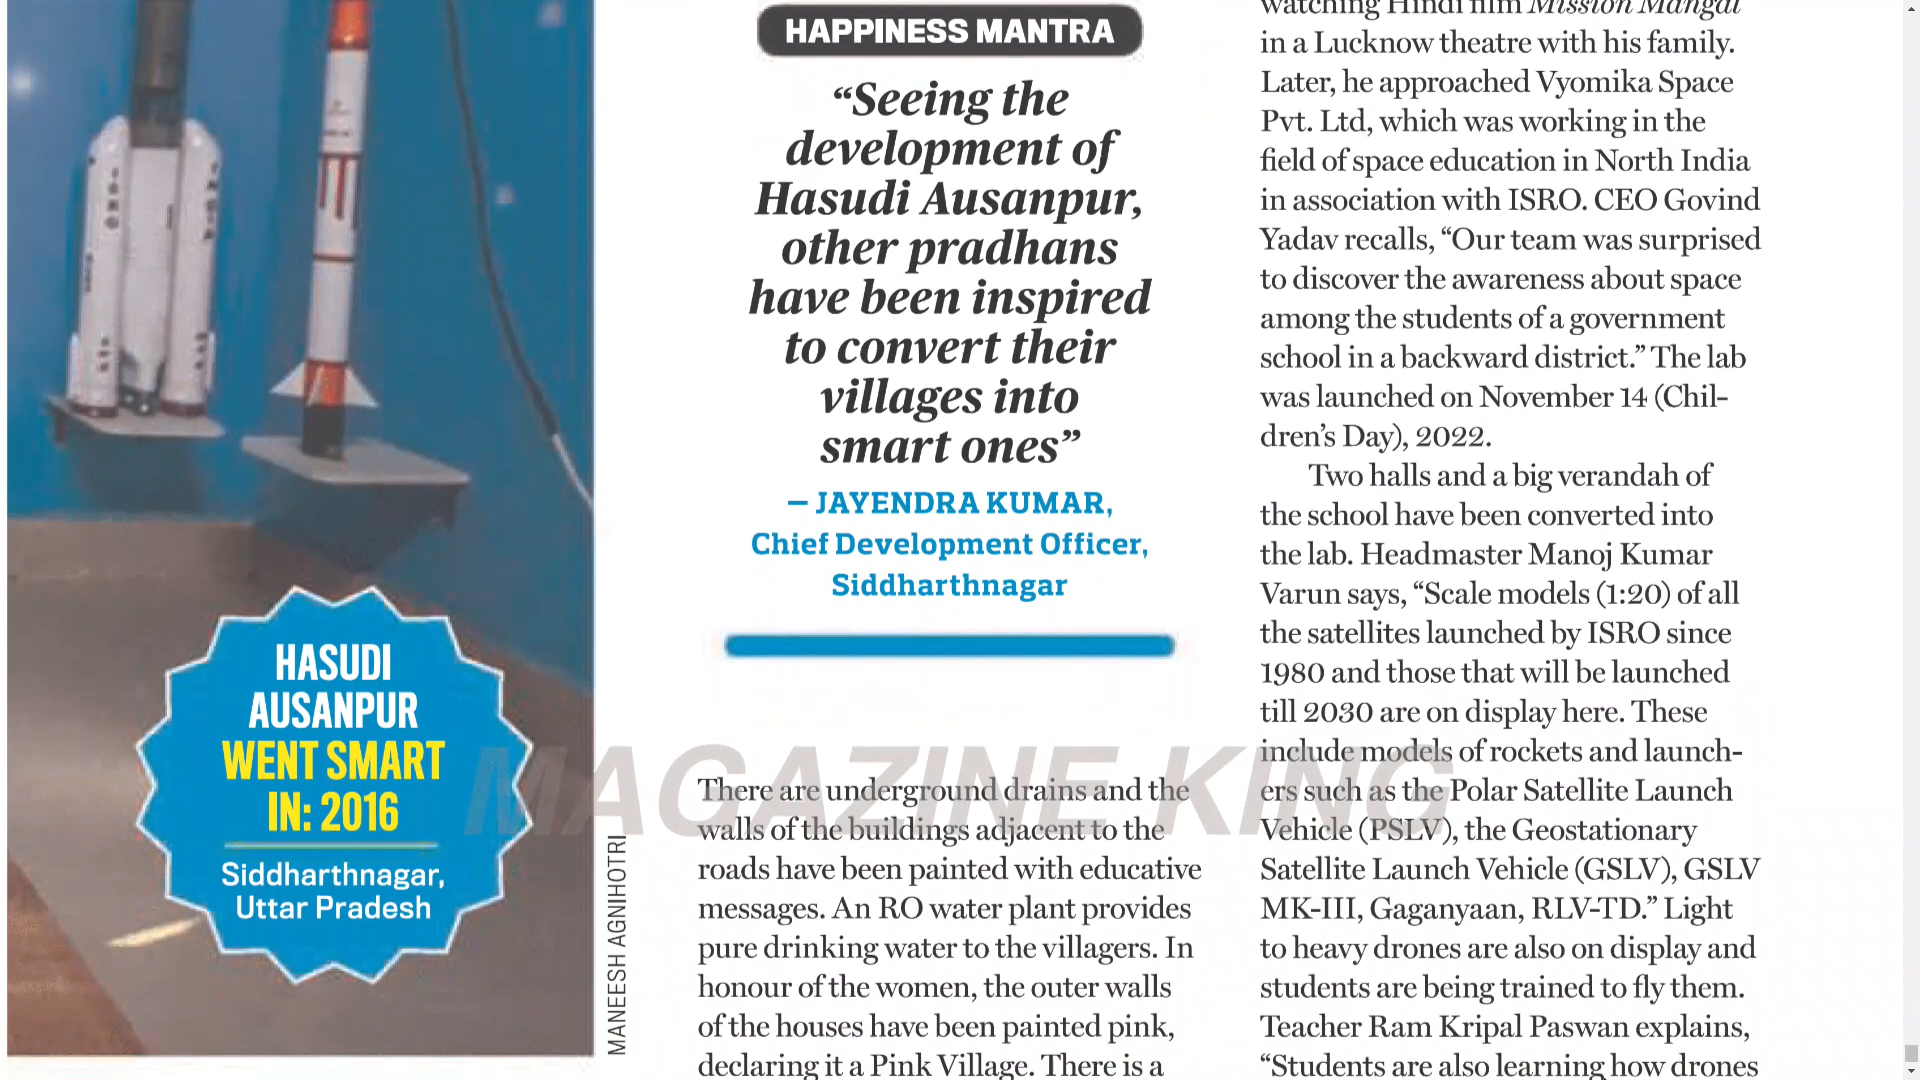 HASUDI
AUSANPUR
WENT SMART
IN: 2016
Siddharthnagar,
Uttar Pradesh
MANEESH AGNIHOTRI
HAPPINESS MANTRA
“Seeing the
development of
Hasudi Ausanpur,
other pradhans
have been inspired
to convert their
villages into
smart ones”
— JAYENDRA KUMAR,
Chief Development Officer,
Siddharthnagar
There are underground drains and the
walls of the buildings adjacent to the
roads have been painted with educative
messages. An RO water plant provides
pure drinking water to the villagers. In
honour of the women, the outer walls
of the houses have been painted pink,
declaring it a Pink Village. There is a
watching Hindi film Mission Mangal
in a Lucknow theatre with his family.
Later, he approached Vyomika Space
Pvt. Ltd, which was working in the
field of space education in North India
in association with ISRO. CEO Govind
Yadav recalls, “Our team was surprised
to discover the awareness about space
among the students of a government
school in a backward district.” The lab
was launched on November 14 (Chil-
dren’s Day), 2022.
Two halls and a big verandah of
the school have been converted into
the lab. Headmaster Manoj Kumar
Varun says, “Scale models (1:20) of all
the satellites launched by ISRO since
1980 and those that will be launched
till 2030 are on display here. These
include models of rockets and launch-
ers such as the Polar Satellite Launch
Vehicle (PSLV), the Geostationary
Satellite Launch Vehicle (GSLV), GSLV
MK-III, Gaganyaan, RLV-TD.” Light
to heavy drones are also on display and
students are being trained to fly them.
Teacher Ram Kripal Paswan explains,
“Students are also learning how drones
MAGAZINE KING